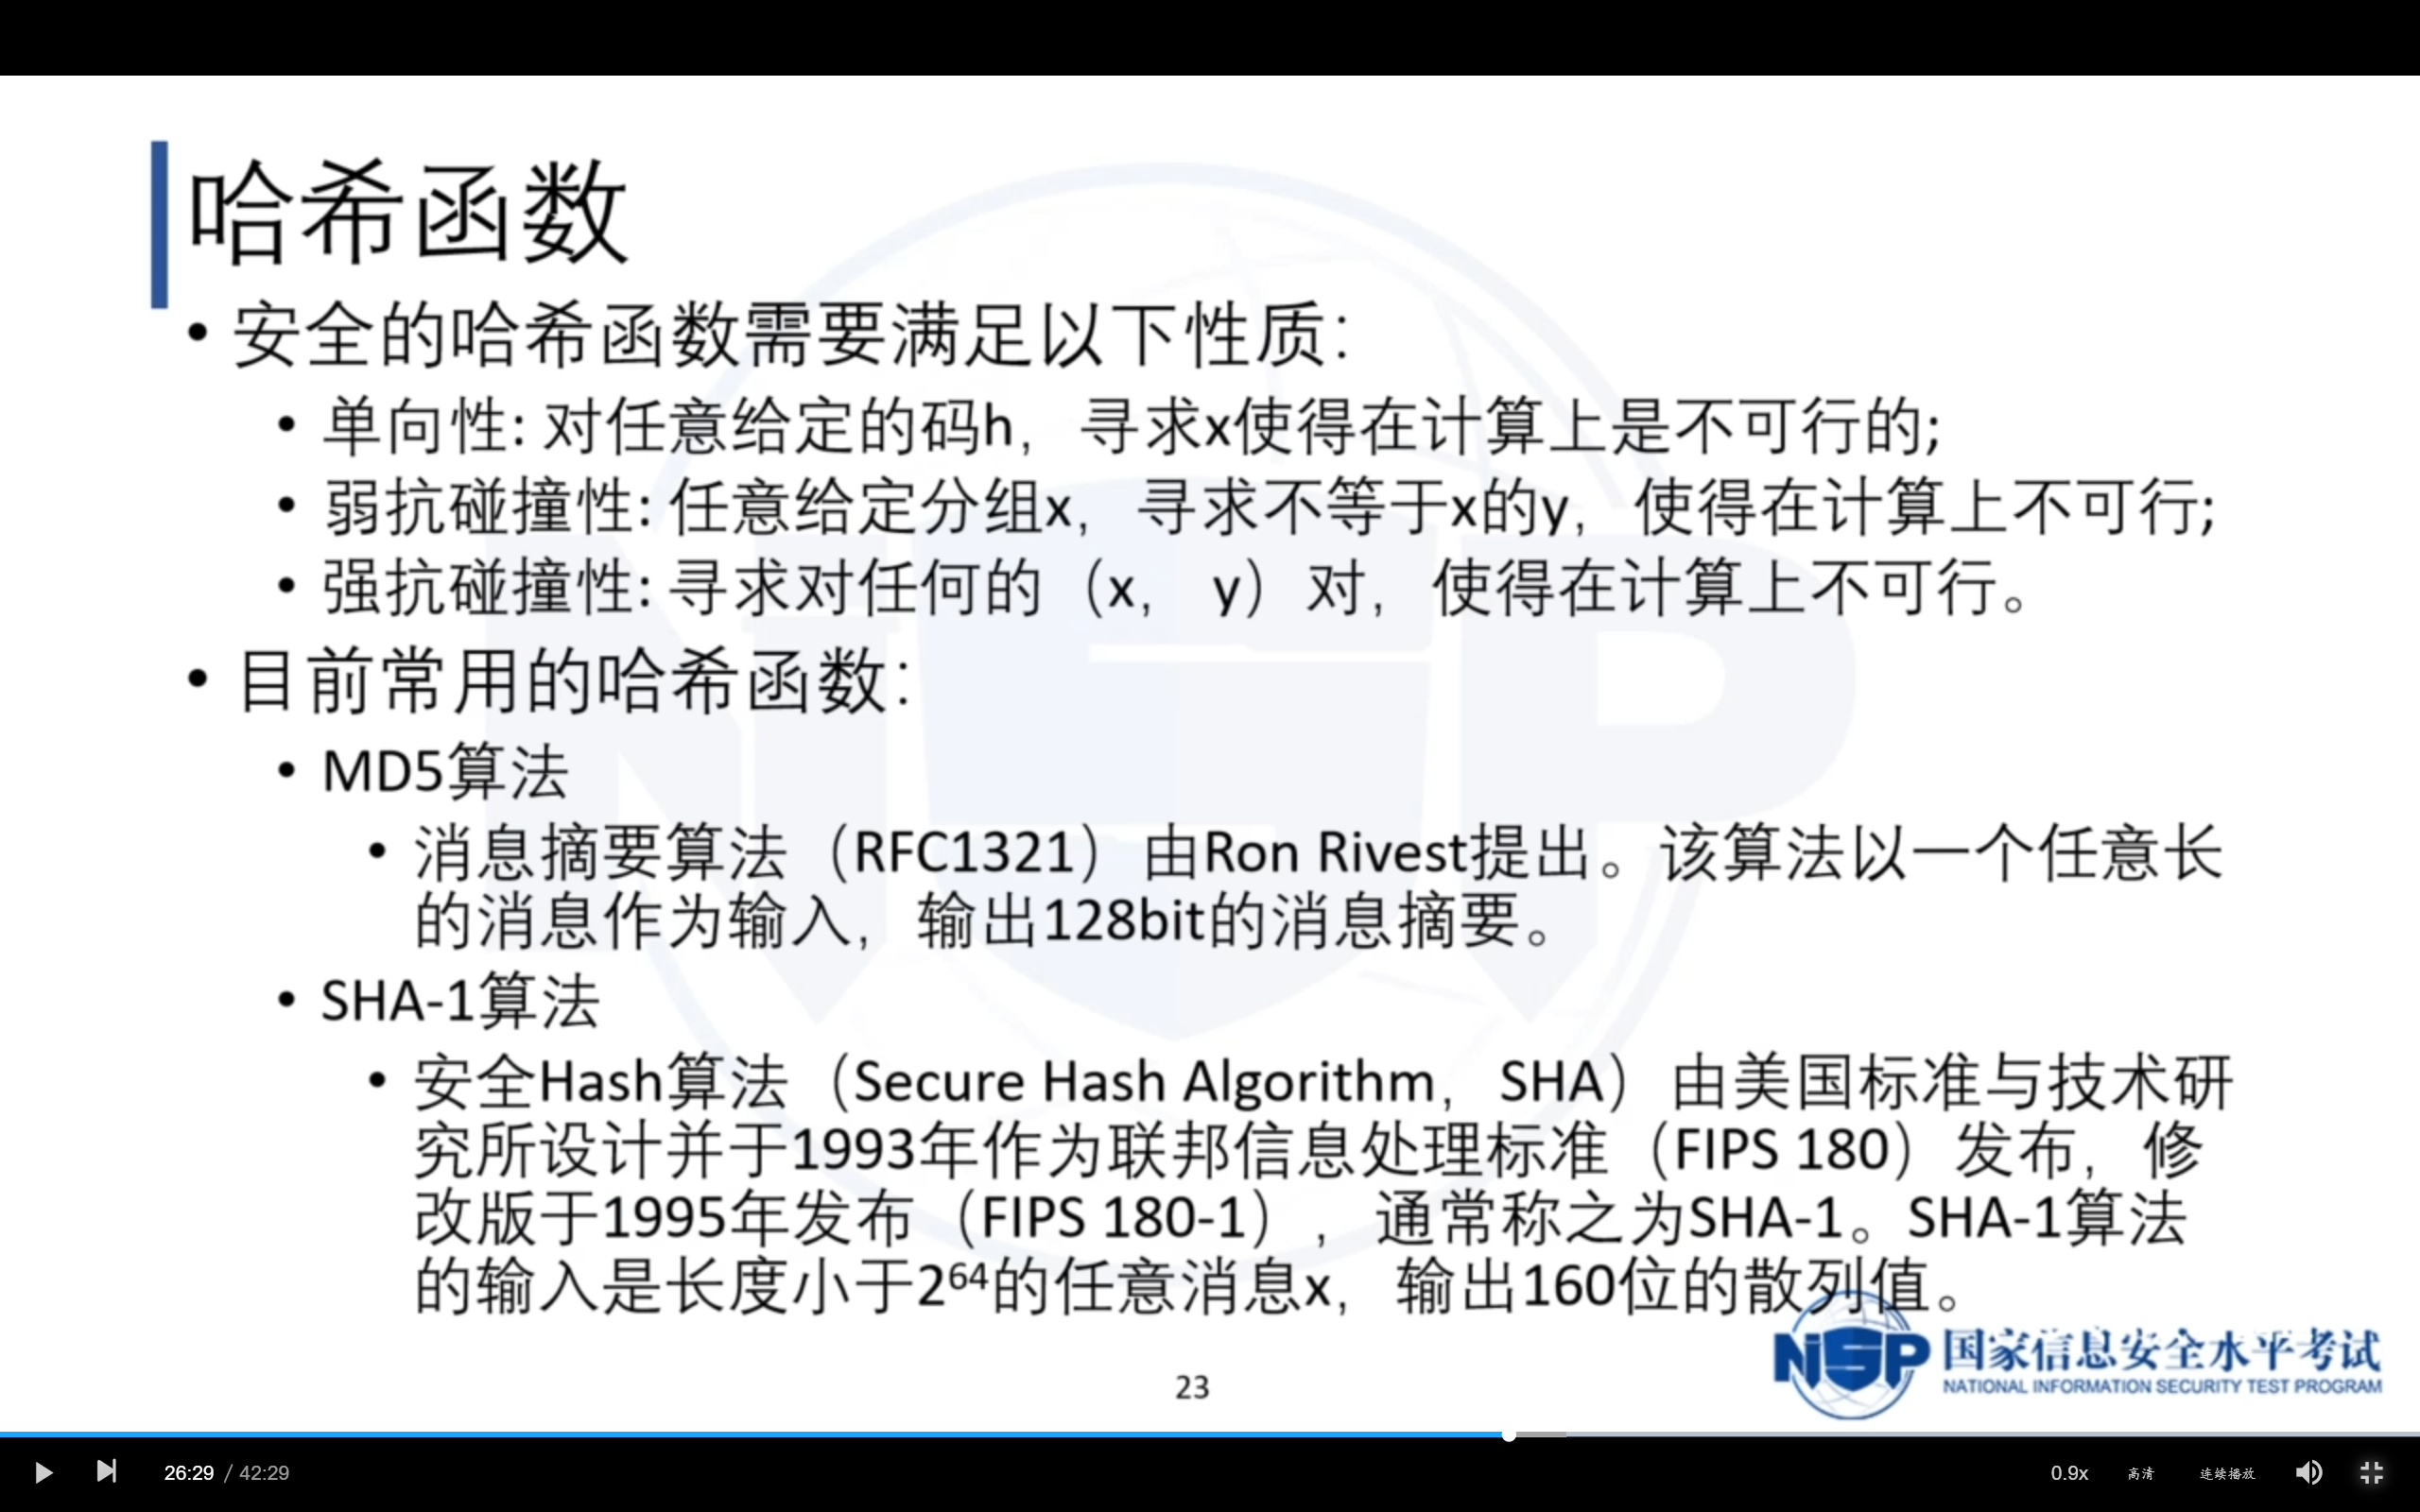 哈希函数
• 安全的哈希函数需要满足以下性质：
• 单向性: 对任意给定的码h， 寻求x使得在计算上是不可行的;
• 弱抗碰撞性: 任意给定分组x， 寻求不等于x的y， 使得在计算上不可行;
• 强抗碰撞性: 寻求对任何的（x， y）对， 使得在计算上不可行。
• 目前常用的哈希函数：
• MD5算法
• 消息摘要算法（RFC1321）由Ron Rivest提出。该算法以一个任意长
的消息作为输入，输出128bit的消息摘要。
• SHA-1算法
• 安全Hash算法（Secure Hash Algorithm， SHA）由美国标准与技术研
究所设计并于1993年作为联邦信息处理标准（FIPS 180）发布， 修
改版于1995年发布（FIPS 180-1）， 通常称之为SHA-1。SHA-1算法
的输入是长度小于2⁶⁴的任意消息x， 输出160位的散列值。
NSP 国家信息安全水平考试
NATIONAL INFORMATION SECURITY TEST PROGRAM
23
26:29 / 42:29 0.9x 高清 连续播放